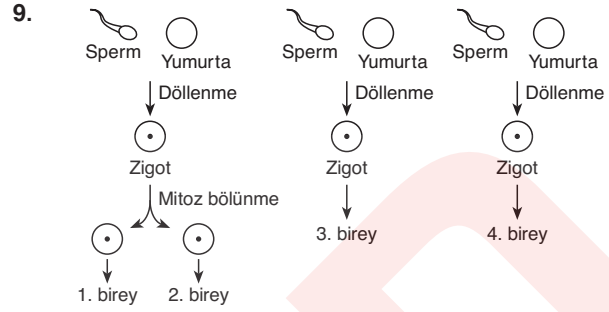 9.
Sperm Yumurta Sperm Yumurta Sperm Yumurta
Döllenme Döllenme Döllenme
Zigot Zigot Zigot
Mitoz bölünme
3. birey 4. birey
1. birey 2. birey